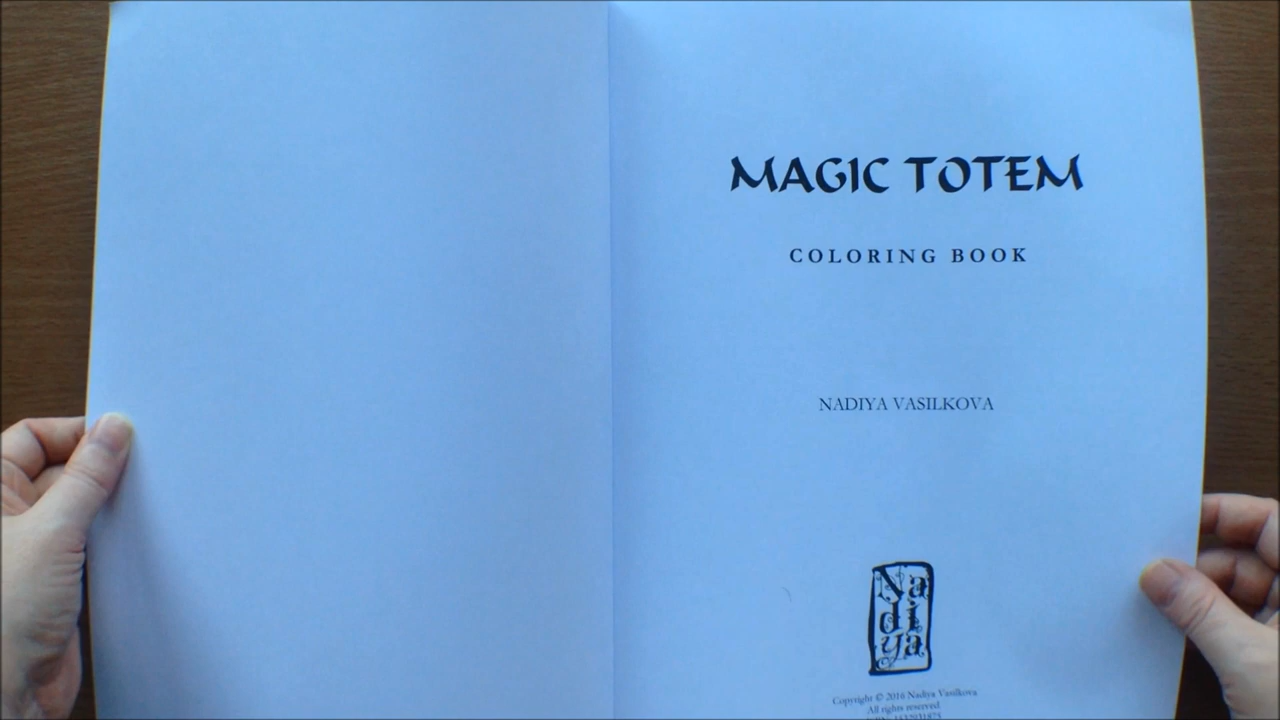 MAGIC TOTEM
COLORING BOOK
NADIYA VASILKOVA
Na
di
ya
Copyright © 2016 Nadiya Vasilkova
All rights reserved